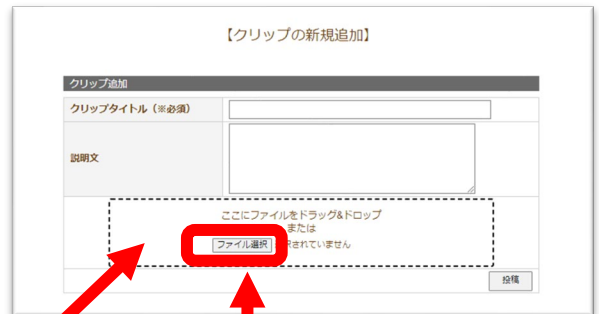 【クリップの新規追加】
クリップ追加
クリップタイトル（※必須）
説明文
ここにファイルをドラッグ&ドロップ
または
ファイル選択 されていません
投稿